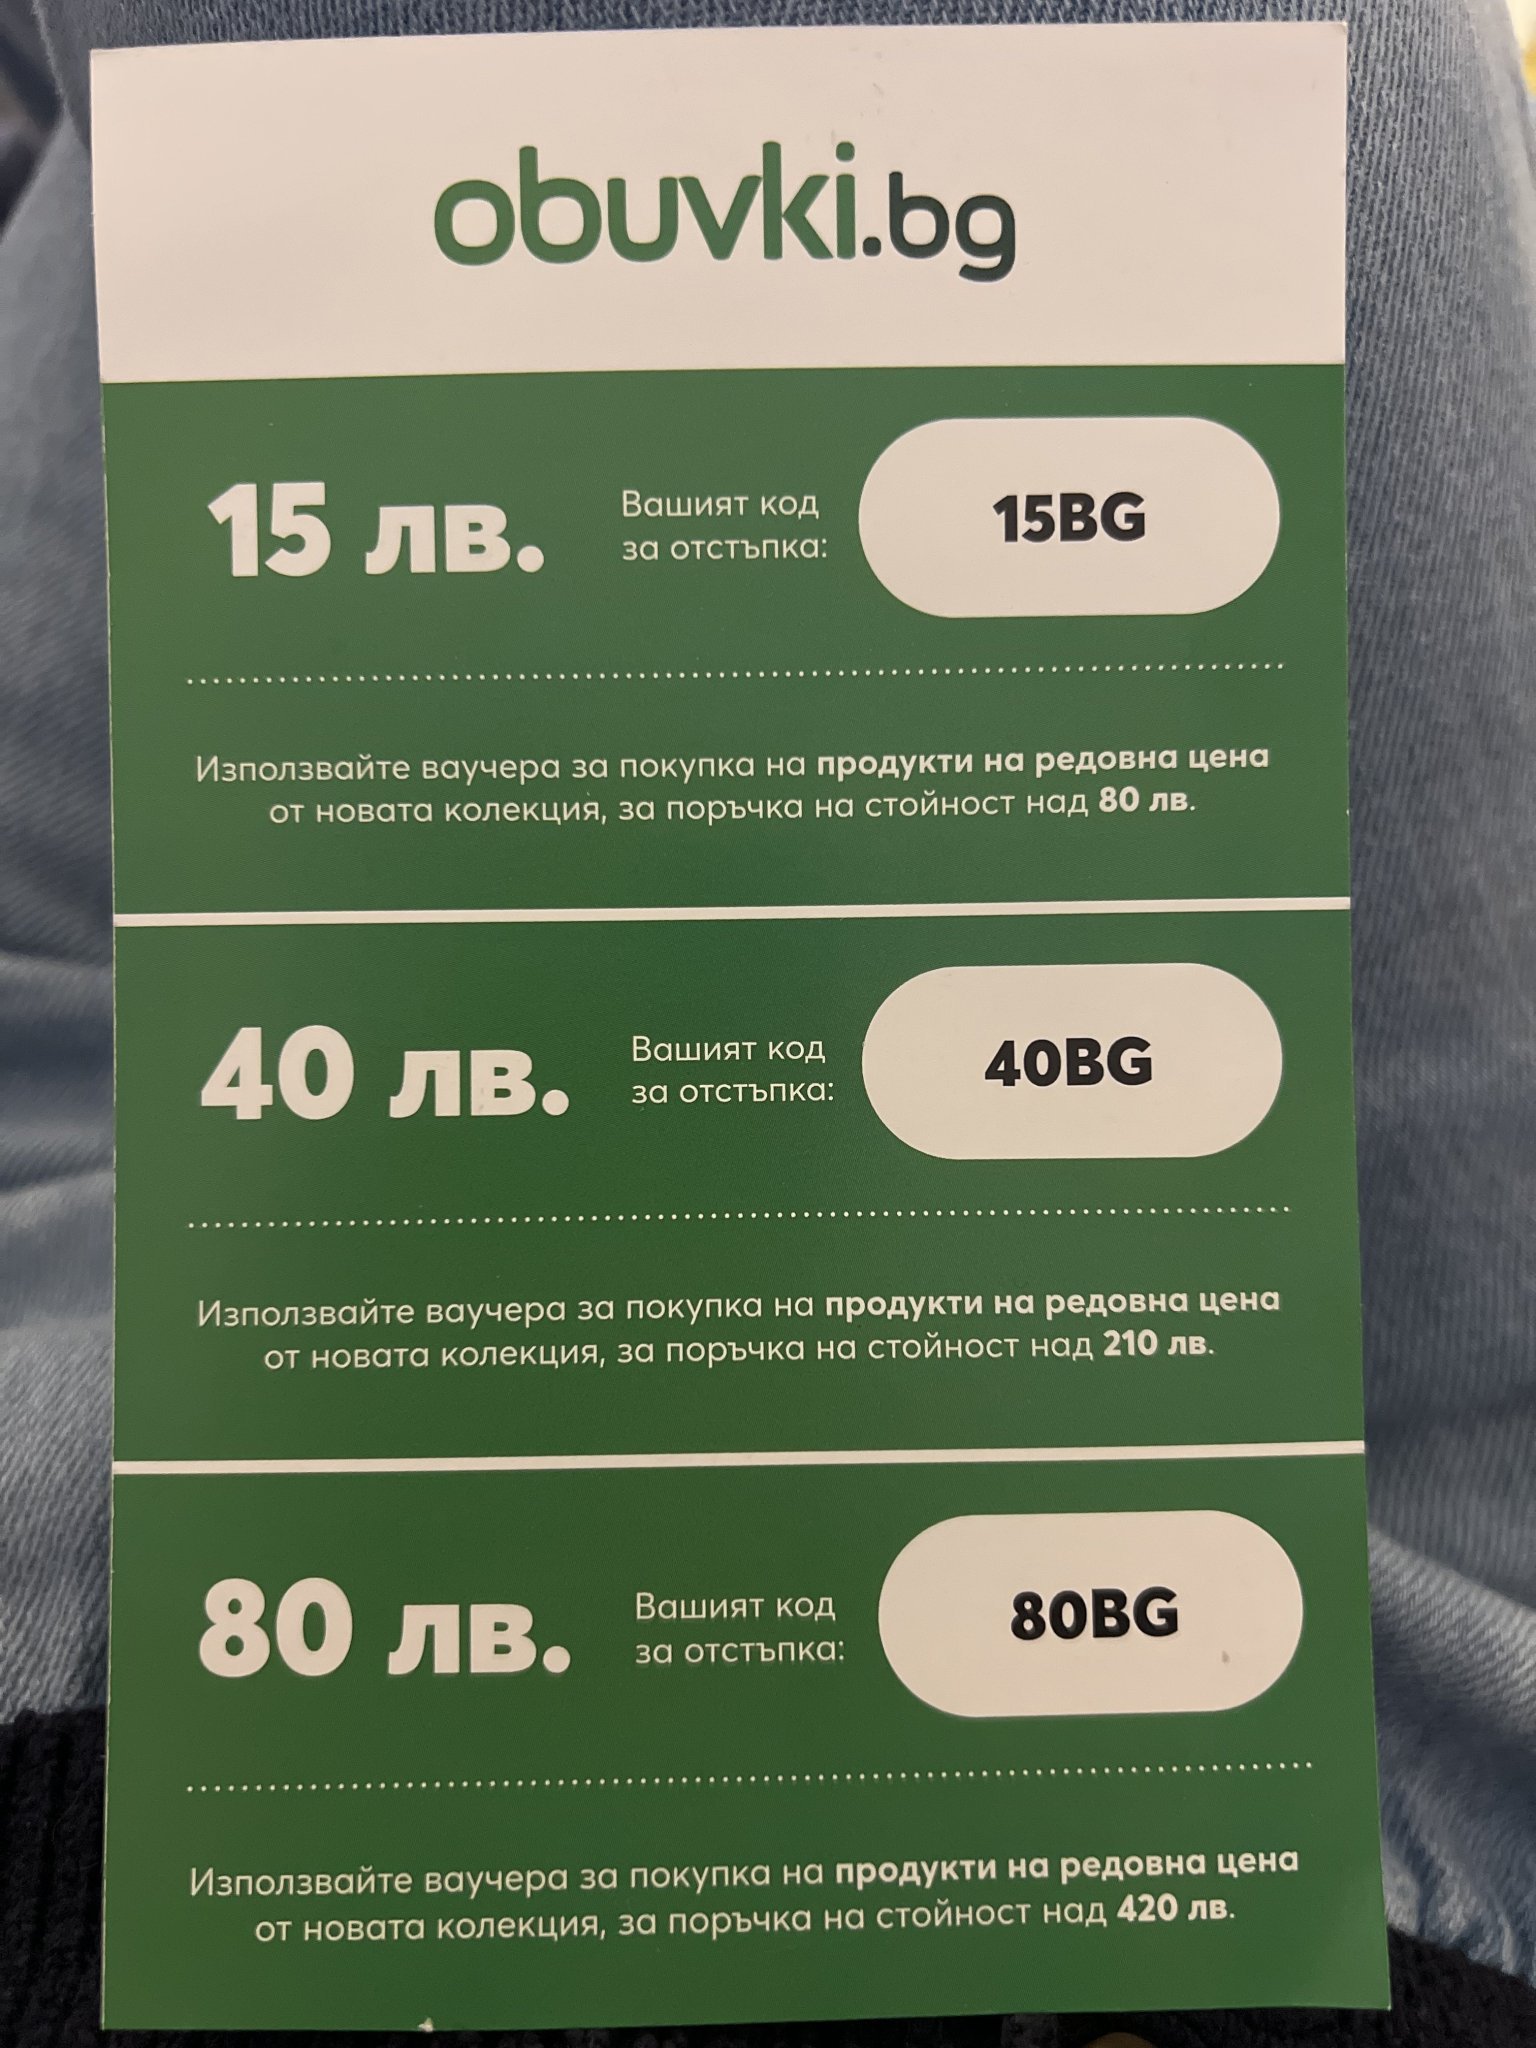 obuvki.bg
15 лв.
Вашият код
за отстъпка:
15BG
Използвайте ваучера за покупка на продукти на редовна цена
от новата колекция, за поръчка на стойност над 80 лв.
40 лв.
Вашият код
за отстъпка:
40BG
Използвайте ваучера за покупка на продукти на редовна цена
от новата колекция, за поръчка на стойност над 210 лв.
80 лв.
Вашият код
за отстъпка:
80BG
Използвайте ваучера за покупка на продукти на редовна цена
от новата колекция, за поръчка на стойност над 420 лв.